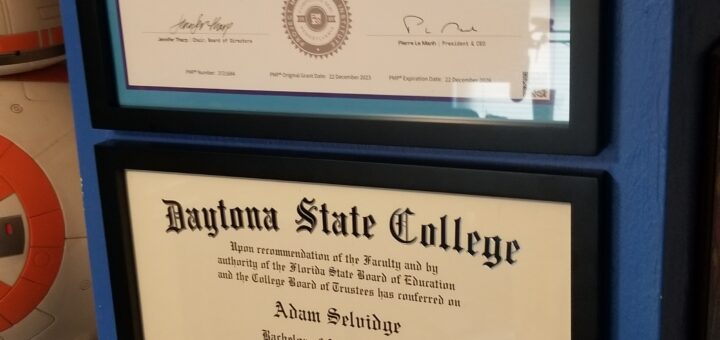 Jennifer Tharp | Chair, Board of Directors
Pierre Le Manh | President & CEO
PMP® Original Grant Date: 22 December 2023
PMP® Expiration Date: 22 December 2026
PMP® Number:
Daytona State College
Upon recommendation of the Faculty and by
authority of the Florida State Board of Education
and the College Board of Trustees has conferred on
Adam Selvidge
Bachelor of